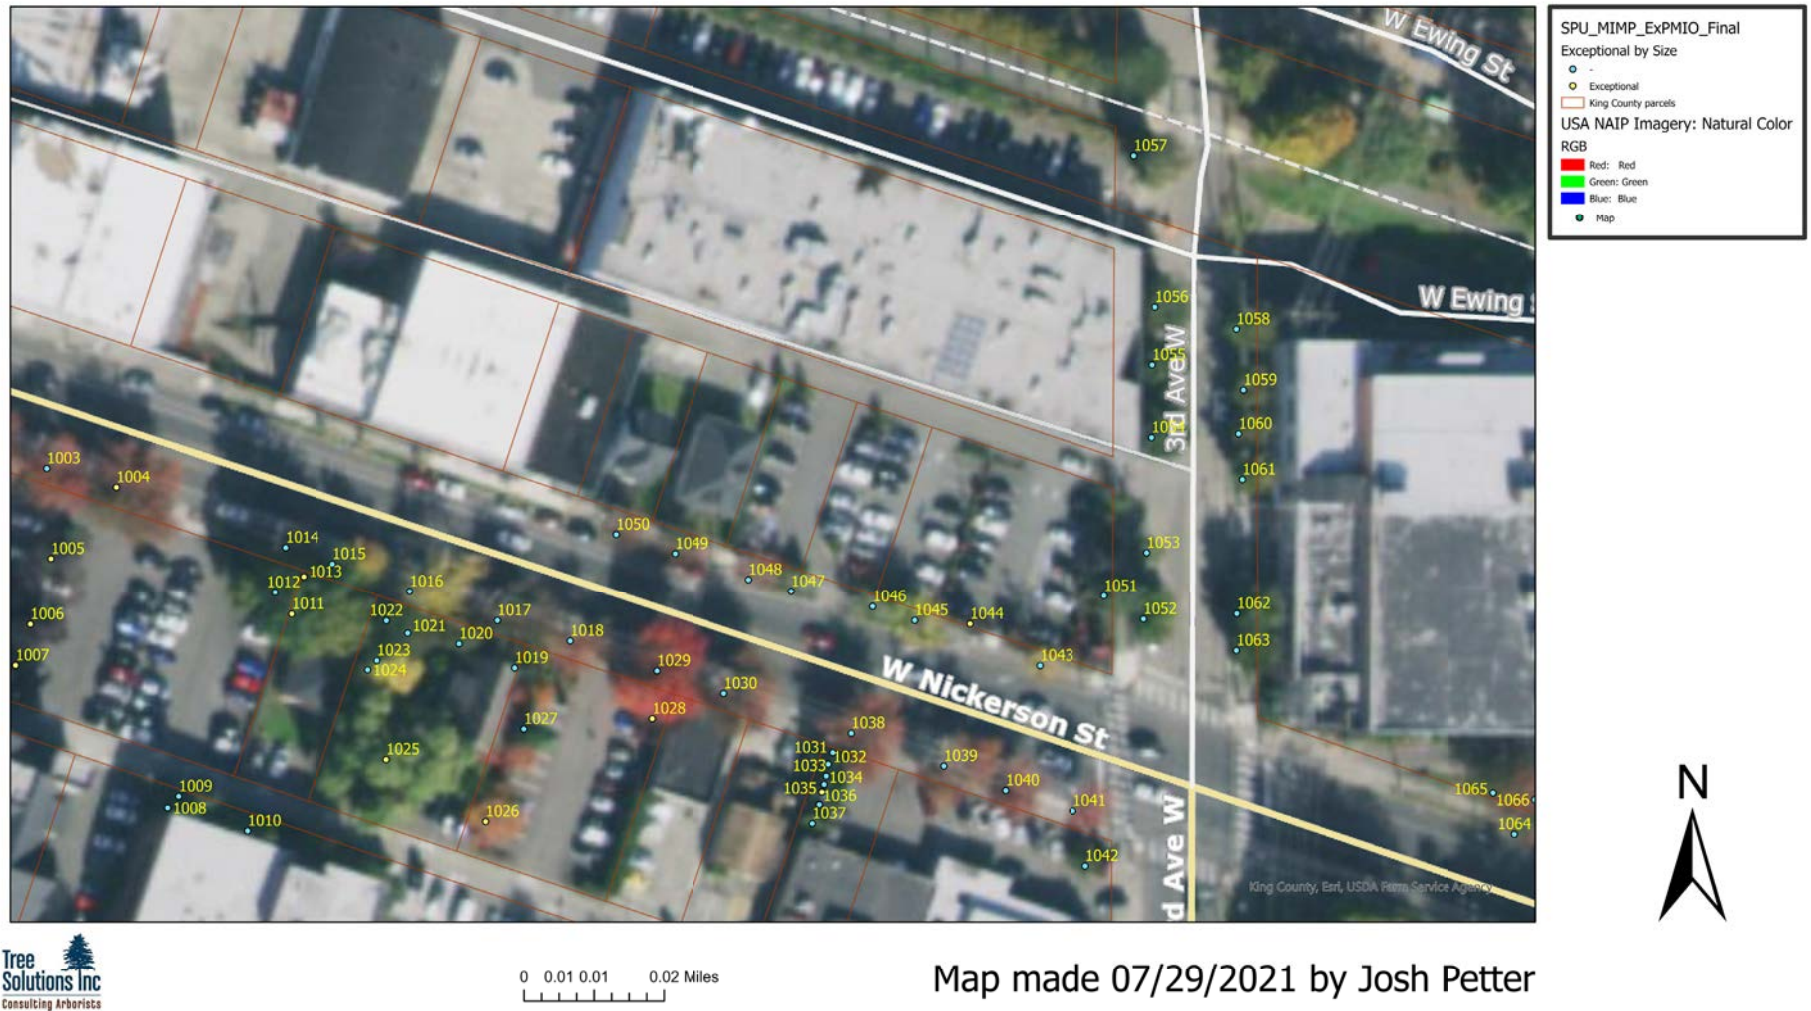 W Ewing St
SPU_MIMP_ExPMIO_Final
Exceptional by Size
-
Exceptional
King County parcels
USA NAIP Imagery: Natural Color
RGB
Red: Red
Green: Green
Blue: Blue
Map
1057
1056
W Ewing
1058
1055
3rd Ave W
1059
1060
1061
1003
1004
1005
1006
1007
1014
1015
1013
1012
1011
1016
1022
1021
1017
1020
1018
1023
1024
1019
1050
1049
1048
1047
1046
1045
1044
1043
1053
1051
1052
1062
1063
1029
1030
1028
1027
1025
1026
W Nickerson St
1038
1031
1032
1033
1034
1035
1036
1037
1039
1040
1041
1042
1009
1008
1010
1065
1066
1064
d Ave W
King County, Esri, USDA Farm Service Agency
N
Tree
Solutions Inc
Consulting Arborists
0 0.01 0.01 0.02 Miles
Map made 07/29/2021 by Josh Petter